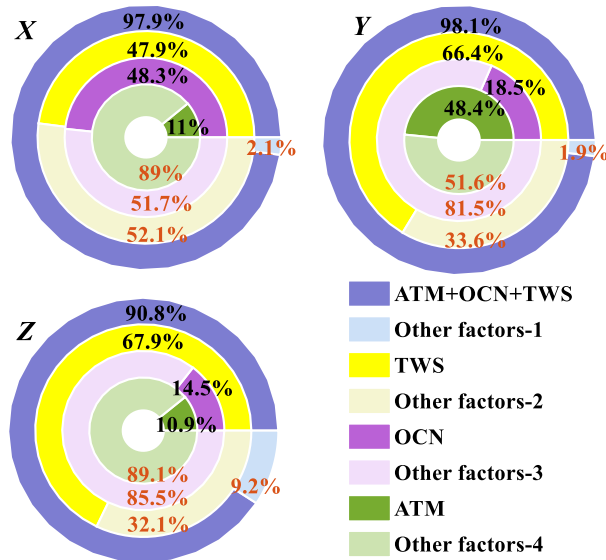 X
97.9%
47.9%
48.3%
11%
2.1%
89%
51.7%
52.1%
Y
98.1%
66.4%
18.5%
48.4%
1.9%
51.6%
81.5%
33.6%
Z
90.8%
67.9%
14.5%
10.9%
89.1%
9.2%
85.5%
32.1%
ATM+OCN+TWS
Other factors-1
TWS
Other factors-2
OCN
Other factors-3
ATM
Other factors-4